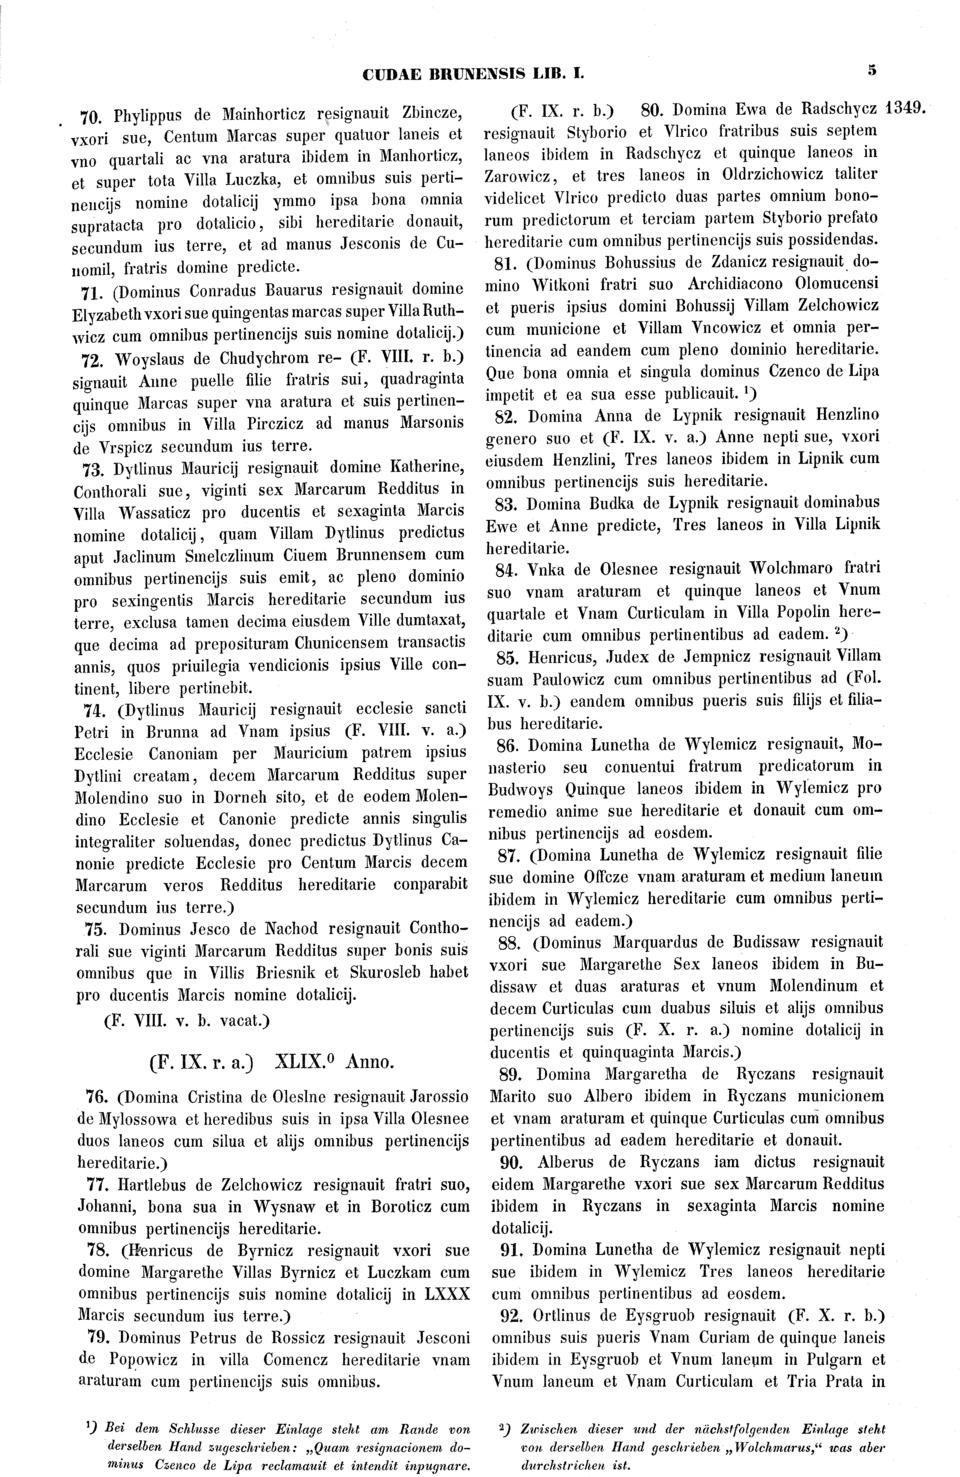 CUDAE BRUNENSIS LIB. I. 5
70. Phylippus de Mainhorticz resignauit Zbincze,
vxori sue, Centum Marcas super quatuor laneis et
vno quartali ac vna aratura ibidem in Manhorticz,
et super tota Villa Luczka, et omnibus suis perti-
nencijs nomine dotalicij ymmo ipsa bona omnia
supratacta pro dotalicio, sibi hereditarie donauit,
secundum ius terre, et ad manus Jesconis de Cu-
nomil, fratris domine predicte.
71. (Dominus Conradus Bauarus resignauit domine
Elyzabeth vxori sue quingentas marcas super Villa Ruth-
wicz cum omnibus pertinencijs suis nomine dotalicij.)
72. Woyslaus de Chudychrom re- (F. VIII. r. b.)
signauit Anne puelle filie fratris sui, quadraginta
quinque Marcas super vna aratura et suis pertinen-
cijs omnibus in Villa Pirczicz ad manus Marsonis
de Vrspicz secundum ius terre.
73. Dytlinus Mauricij resignauit domine Katherine,
Conthorali sue, viginti sex Marcarum Redditus in
Villa Wassaticz pro ducentis et sexaginta Marcis
nomine dotalicij, quam Villam Dytlinus predictus
aput Jaclinum Smelczlinum Ciuem Brunnensem cum
omnibus pertinencijs suis emit, ac pleno dominio
pro sexingentis Marcis hereditarie secundum ius
terre, exclusa tamen decima eiusdem Ville dumtaxat,
que decima ad preposituram Chunicensem transactis
annis, quos priuilegia vendicionis ipsius Ville con-
tinent, libere pertinebit.
74. (Dytlinus Mauricij resignauit ecclesie sancti
Petri in Brunna ad Vnam ipsius (F. VIII. v. a.)
Ecclesie Canoniam per Mauricium patrem ipsius
Dytlini creatam, decem Marcarum Redditus super
Molendino suo in Dorneh sito, et de eodem Molen-
dino Ecclesie et Canonie predicte annis singulis
integraliter soluendas, donec predictus Dytlinus Ca-
nonie predicte Ecclesie pro Centum Marcis decem
Marcarum veros Redditus hereditarie conparabit
secundum ius terre.)
75. Dominus Jesco de Nachod resignauit Contho-
rali sue viginti Marcarum Redditus super bonis suis
omnibus que in Villis Briesnik et Skurosleb habet
pro ducentis Marcis nomine dotalicij.
(F. VIII. v. b. vacat.)
(F. IX. r. a.) XLIX.⁰ Anno.
76. (Domina Cristina de Oleslne resignauit Jarossio
de Mylossowa et heredibus suis in ipsa Villa Olesnee
duos laneos cum silua et alijs omnibus pertinencijs
hereditarie.)
77. Hartlebus de Zelchowicz resignauit fratri suo,
Johanni, bona sua in Wysnaw et in Boroticz cum
omnibus pertinencijs hereditarie.
78. (Henricus de Byrnicz resignauit vxori sue
domine Margarethe Villas Byrnicz et Luczkam cum
omnibus pertinencijs suis nomine dotalicij in LXXX
Marcis secundum ius terre.)
79. Dominus Petrus de Rossicz resignauit Jesconi
de Popowicz in villa Comencz hereditarie vnam
araturam cum pertinencijs suis omnibus.
¹) Bei dem Schlusse dieser Einlage steht am Rande von
derselben Hand zugeschrieben: „Quam resignacionem do-
minus Czenco de Lipa reclamauit et intendit inpugnare.
(F. IX. r. b.) 80. Domina Ewa de Radschycz 1349.
resignauit Styborio et Vlrico fratribus suis septem
laneos ibidem in Radschycz et quinque laneos in
Zarowicz, et tres laneos in Oldrzichowicz taliter
videlicet Vlrico predicto duas partes omnium bono-
rum predictorum et terciam partem Styborio prefato
hereditarie cum omnibus pertinencijs suis possidendas.
81. (Dominus Bohussius de Zdanicz resignauit do-
mino Witkoni fratri suo Archidiacono Olomucensi
et pueris ipsius domini Bohussij Villam Zelchowicz
cum municione et Villam Vncowicz et omnia per-
tinencia ad eandem cum pleno dominio hereditarie.
Que bona omnia et singula dominus Czenco de Lipa
impetit et ea sua esse publicauit. ¹)
82. Domina Anna de Lypnik resignauit Henzlino
genero suo et (F. IX. v. a.) Anne nepti sue, vxori
eiusdem Henzlini, Tres laneos ibidem in Lipnik cum
omnibus pertinencijs suis hereditarie.
83. Domina Budka de Lypnik resignauit dominabus
Ewe et Anne predicte, Tres laneos in Villa Lipnik
hereditarie.
84. Vnka de Olesnee resignauit Wolchmaro fratri
suo vnam araturam et quinque laneos et Vnum
quartale et Vnam Curticulam in Villa Popolin here-
ditarie cum omnibus pertinentibus ad eadem. ²)
85. Henricus, Judex de Jempnicz resignauit Villam
suam Paulowicz cum omnibus pertinentibus ad (Fol.
IX. v. b.) eandem omnibus pueris suis filijs et filia-
bus hereditarie.
86. Domina Lunetha de Wylemicz resignauit, Mo-
nasterio seu conuentui fratrum predicatorum in
Budwoys Quinque laneos ibidem in Wylemicz pro
remedio anime sue hereditarie et donauit cum om-
nibus pertinencijs ad eosdem.
87. (Domina Lunetha de Wylemicz resignauit filie
sue domine Offcze vnam araturam et medium laneum
ibidem in Wylemicz hereditarie cum omnibus perti-
nencijs ad eadem.)
88. (Dominus Marquardus de Budissaw resignauit
vxori sue Margarethe Sex laneos ibidem in Bu-
dissaw et duas araturas et vnum Molendinum et
decem Curticulas cum duabus siluis et alijs omnibus
pertinencijs suis (F. X. r. a.) nomine dotalicij in
ducentis et quinquaginta Marcis.)
89. Domina Margaretha de Ryczans resignauit
Marito suo Albero ibidem in Ryczans municionem
et vnam araturam et quinque Curticulas cum omnibus
pertinentibus ad eadem hereditarie et donauit.
90. Alberus de Ryczans iam dictus resignauit
eidem Margarethe vxori sue sex Marcarum Redditus
ibidem in Ryczans in sexaginta Marcis nomine
dotalicij.
91. Domina Lunetha de Wylemicz resignauit nepti
sue ibidem in Wylemicz Tres laneos hereditarie
cum omnibus pertinentibus ad eosdem.
92. Ortlinus de Eysgruob resignauit (F. X. r. b.)
omnibus suis pueris Vnam Curiam de quinque laneis
ibidem in Eysgruob et Vnum laneum in Pulgarn et
Vnum laneum et Vnam Curticulam et Tria Prata in
²) Zwischen dieser und der nächstfolgenden Einlage steht
von derselben Hand geschrieben „Wolchmarus,“ was aber
durchstrichen ist.